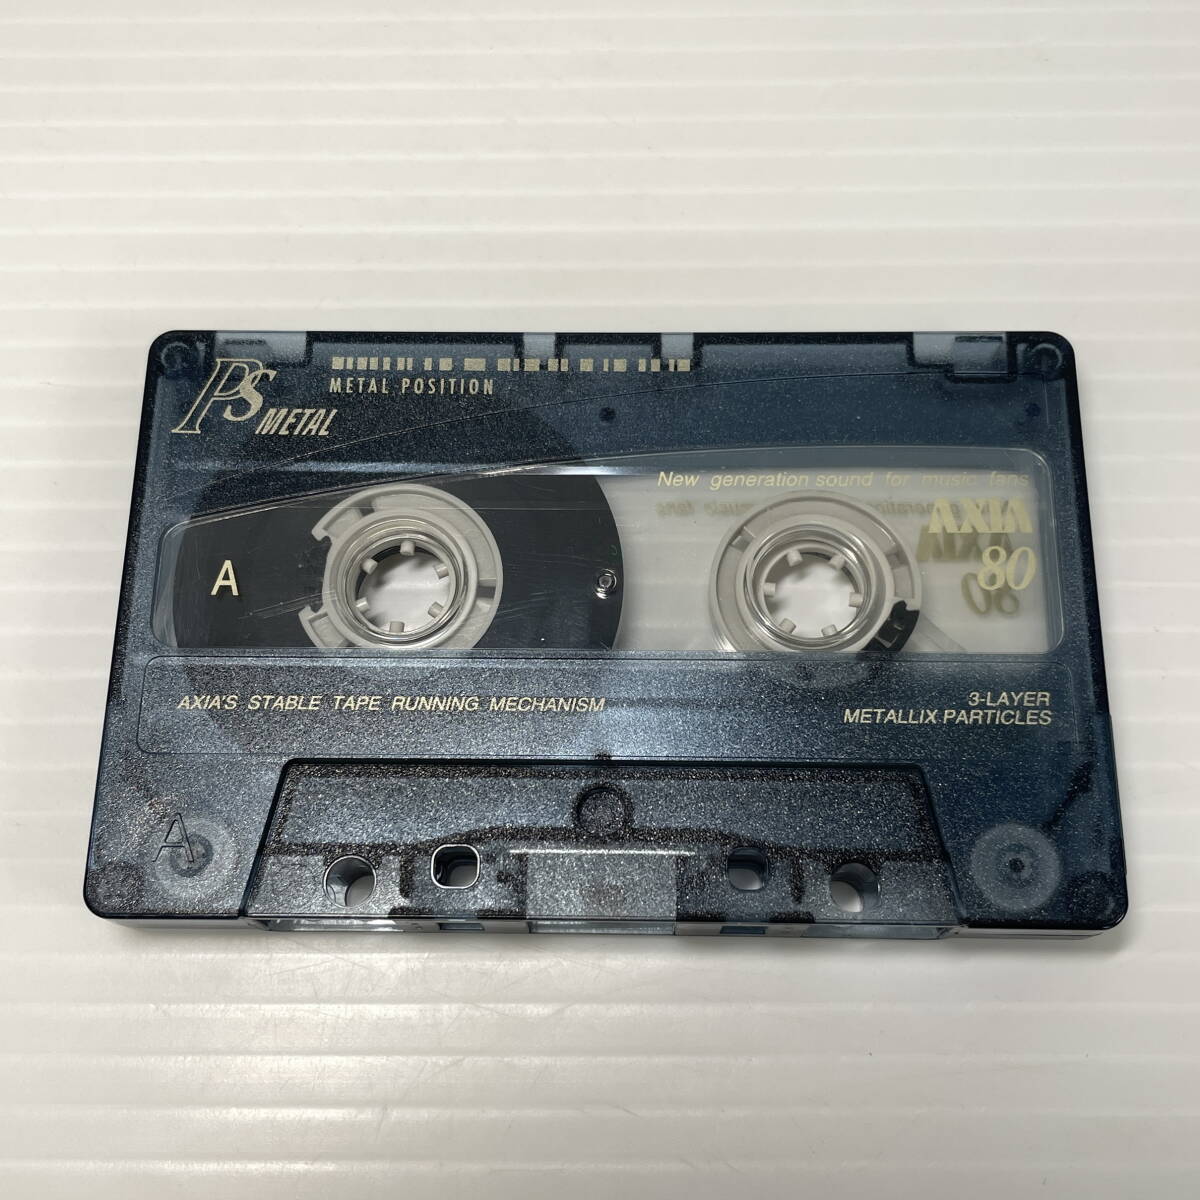 PS METAL
METAL POSITION
New generation sound for music fans
AXIA
80
A
AXIA'S STABLE TAPE RUNNING MECHANISM
3-LAYER
METALLIX PARTICLES
A